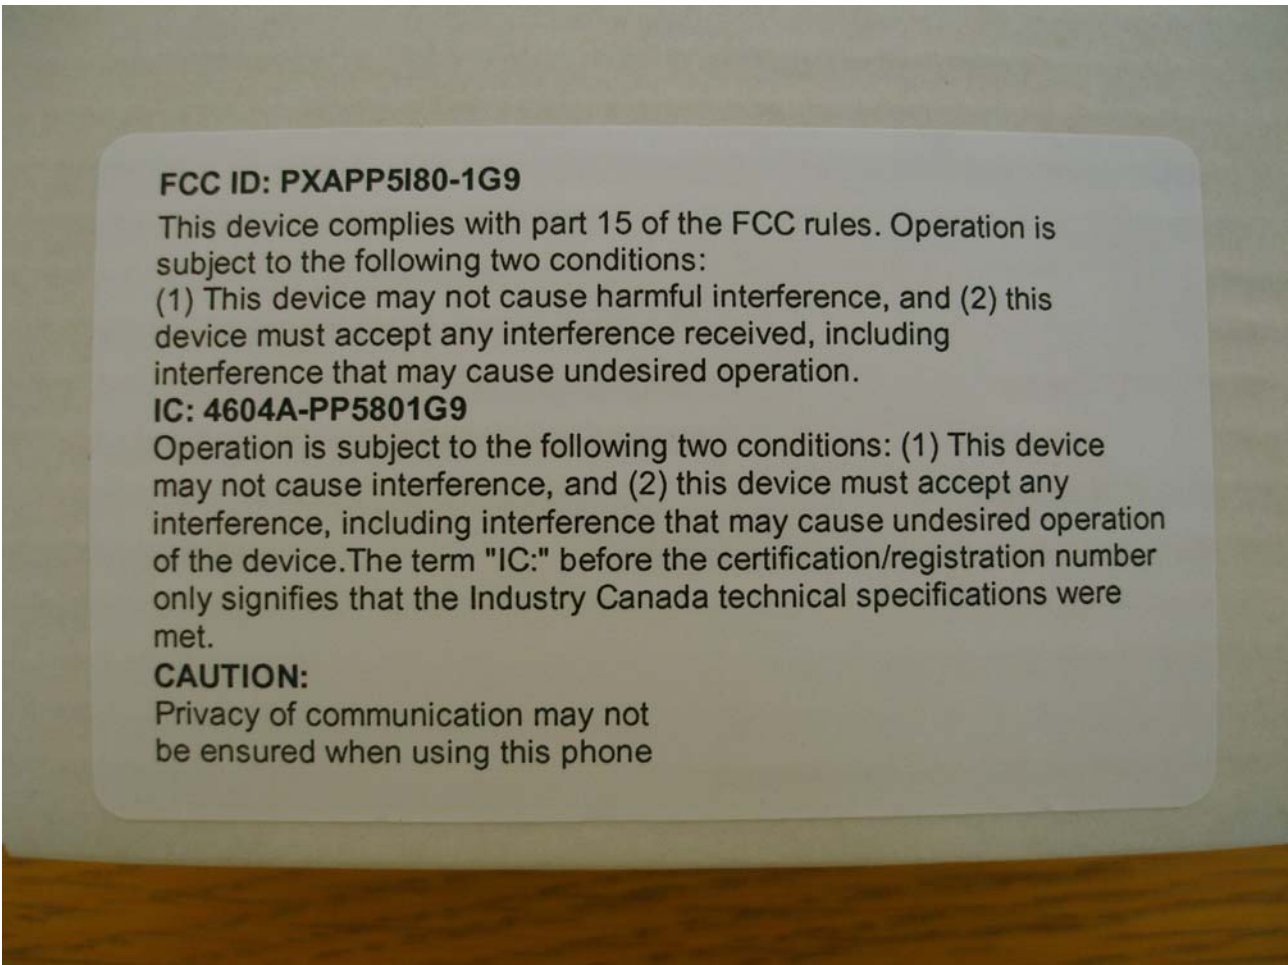 FCC ID: PXAPP5I80-1G9
This device complies with part 15 of the FCC rules. Operation is
subject to the following two conditions:
(1) This device may not cause harmful interference, and (2) this
device must accept any interference received, including
interference that may cause undesired operation.
IC: 4604A-PP5801G9
Operation is subject to the following two conditions: (1) This device
may not cause interference, and (2) this device must accept any
interference, including interference that may cause undesired operation
of the device.The term "IC:" before the certification/registration number
only signifies that the Industry Canada technical specifications were
met.
CAUTION:
Privacy of communication may not
be ensured when using this phone